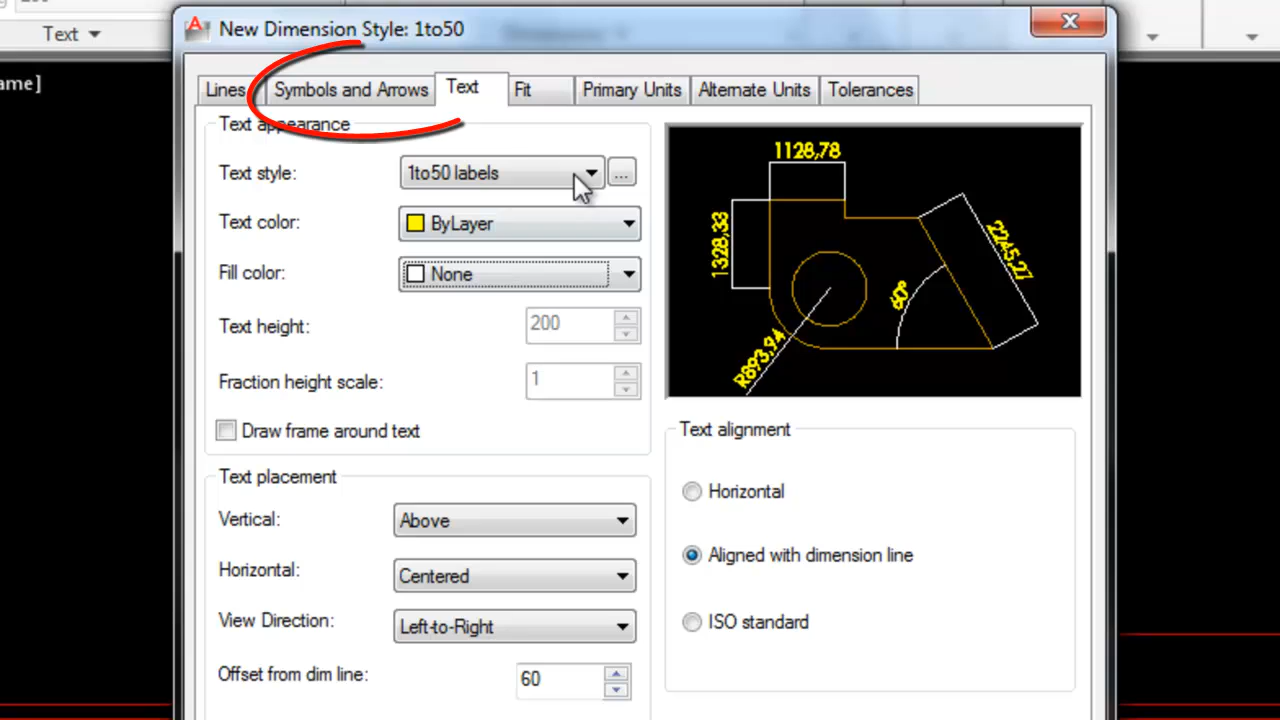 Text
ame]
New Dimension Style: 1to50
Lines
Symbols and Arrows
Text
Fit
Primary Units
Alternate Units
Tolerances
Text appearance
Text style:
1to50 labels
...
Text color:
ByLayer
Fill color:
None
Text height:
200
Fraction height scale:
1
Draw frame around text
1128,78
1328,33
2245,27
60°
R893,94
Text placement
Vertical:
Above
Horizontal:
Centered
View Direction:
Left-to-Right
Offset from dim line:
60
Text alignment
Horizontal
Aligned with dimension line
ISO standard